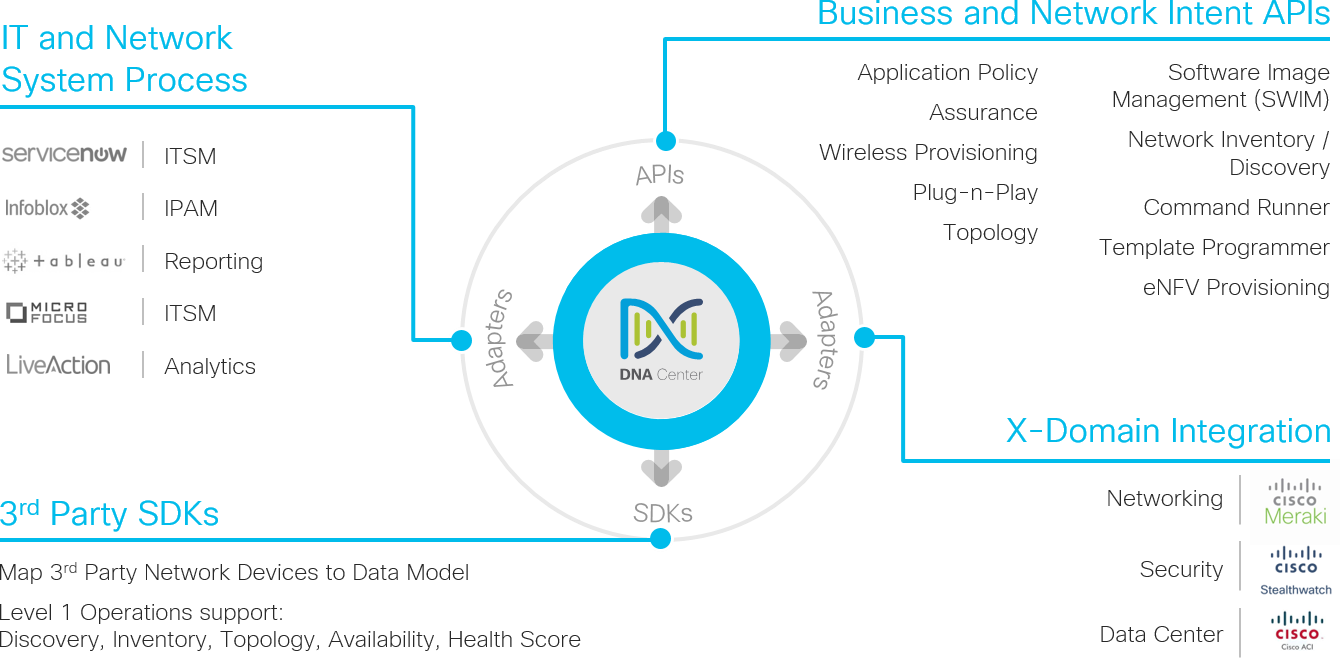 IT and Network
System Process
servicenow
ITSM
Infoblox
IPAM
+ableau
Reporting
MICRO
FOCUS
ITSM
LiveAction
Analytics
Business and Network Intent APIs
Application Policy
Assurance
Wireless Provisioning
Plug-n-Play
Topology
Software Image
Management (SWIM)
Network Inventory /
Discovery
Command Runner
Template Programmer
eNFV Provisioning
APIs
Adapters
DNA Center
Adapters
SDKs
3rd Party SDKs
Map 3rd Party Network Devices to Data Model
Level 1 Operations support:
Discovery, Inventory, Topology, Availability, Health Score
X-Domain Integration
Networking
CISCO
Meraki
Security
CISCO
Stealthwatch
Data Center
CISCO
Cisco ACI